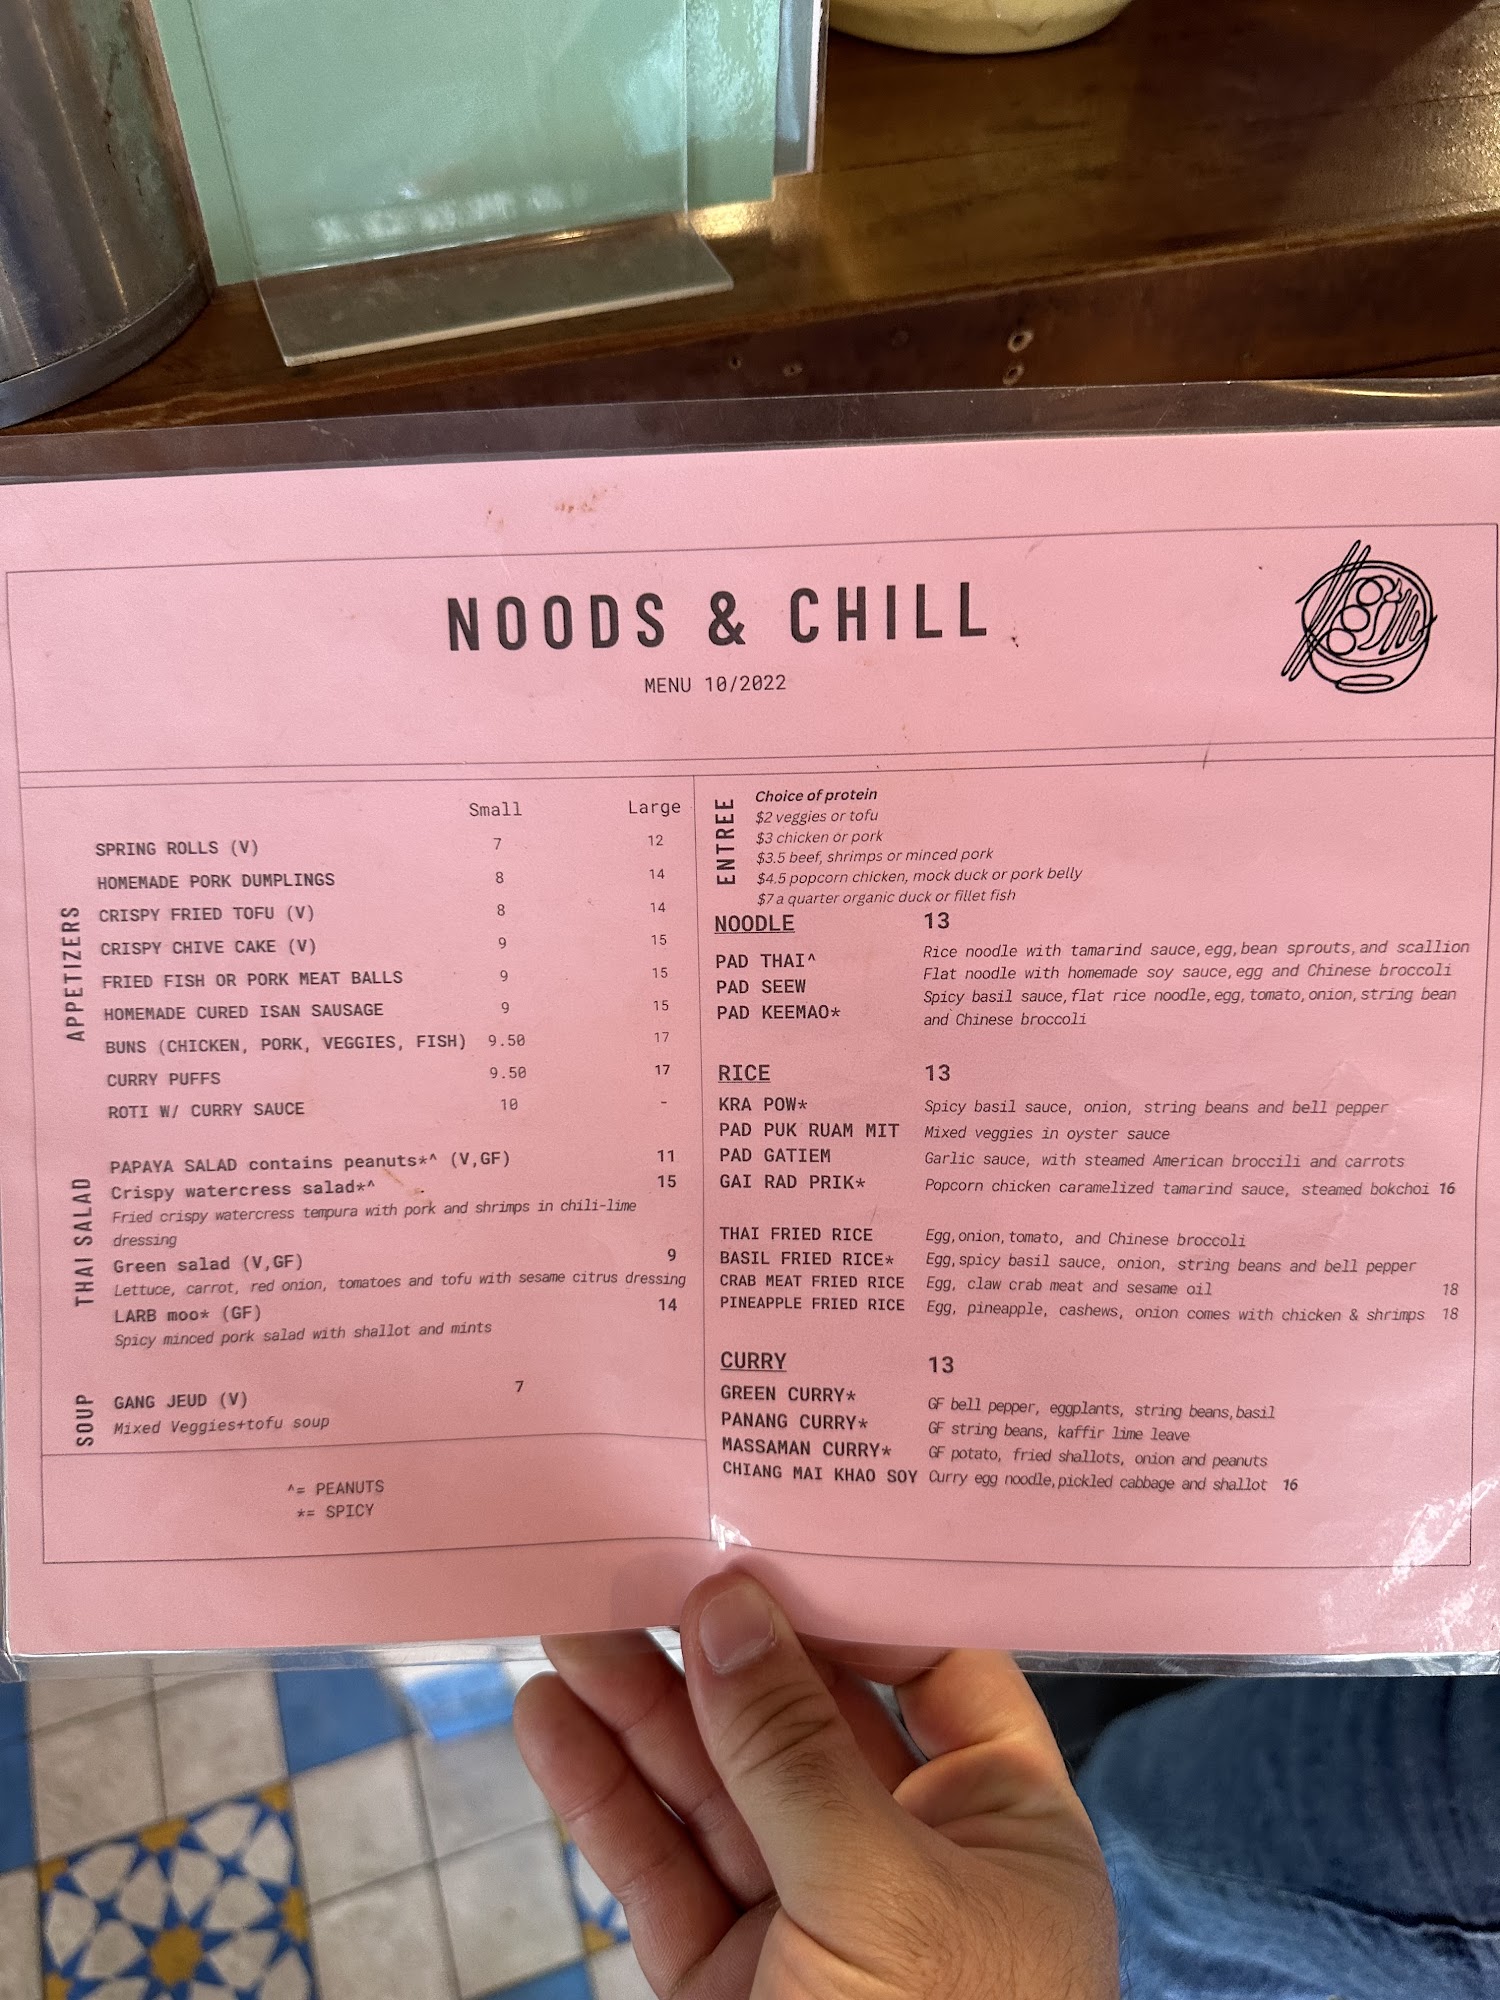 NOODS & CHILL
MENU 10/2022
Small Large
APPETIZERS
SPRING ROLLS (V) 7 12
HOMEMADE PORK DUMPLINGS 8 14
CRISPY FRIED TOFU (V) 8 14
CRISPY CHIVE CAKE (V) 9 15
FRIED FISH OR PORK MEAT BALLS 9 15
HOMEMADE CURED ISAN SAUSAGE 9 15
BUNS (CHICKEN, PORK, VEGGIES, FISH) 9.50 17
CURRY PUFFS 9.50 17
ROTI W/ CURRY SAUCE 10 -
THAI SALAD
PAPAYA SALAD contains peanuts*^ (V,GF) 11
Crispy watercress salad*^ 15
Fried crispy watercress tempura with pork and shrimps in chili-lime
dressing
Green salad (V,GF) 9
Lettuce, carrot, red onion, tomatoes and tofu with sesame citrus dressing
LARB moo* (GF) 14
Spicy minced pork salad with shallot and mints
SOUP
GANG JEUD (V) 7
Mixed Veggies+tofu soup
^= PEANUTS
*= SPICY
ENTREE
Choice of protein
$2 veggies or tofu
$3 chicken or pork
$3.5 beef, shrimps or minced pork
$4.5 popcorn chicken, mock duck or pork belly
$7 a quarter organic duck or fillet fish
NOODLE 13
PAD THAI^ Rice noodle with tamarind sauce,egg,bean sprouts,and scallion
PAD SEEW Flat noodle with homemade soy sauce,egg and Chinese broccoli
PAD KEEMAO* Spicy basil sauce,flat rice noodle,egg,tomato,onion,string bean
and Chinese broccoli
RICE 13
KRA POW* Spicy basil sauce, onion, string beans and bell pepper
PAD PUK RUAM MIT Mixed veggies in oyster sauce
PAD GATIEM Garlic sauce, with steamed American broccili and carrots
GAI RAD PRIK* Popcorn chicken caramelized tamarind sauce, steamed bokchoi 16
THAI FRIED RICE Egg,onion,tomato, and Chinese broccoli
BASIL FRIED RICE* Egg,spicy basil sauce, onion, string beans and bell pepper
CRAB MEAT FRIED RICE Egg, claw crab meat and sesame oil 18
PINEAPPLE FRIED RICE Egg, pineapple, cashews, onion comes with chicken & shrimps 18
CURRY 13
GREEN CURRY* GF bell pepper, eggplants, string beans,basil
PANANG CURRY* GF string beans, kaffir lime leave
MASSAMAN CURRY* GF potato, fried shallots, onion and peanuts
CHIANG MAI KHAO SOY Curry egg noodle,pickled cabbage and shallot 16